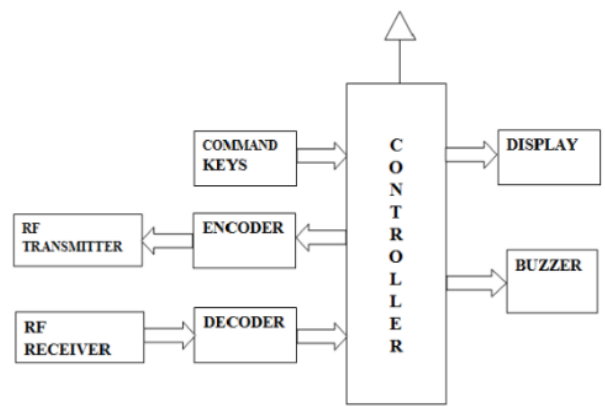 COMMAND
KEYS
C
O
N
T
R
O
L
L
E
R
DISPLAY
RF
TRANSMITTER
ENCODER
BUZZER
RF
RECEIVER
DECODER